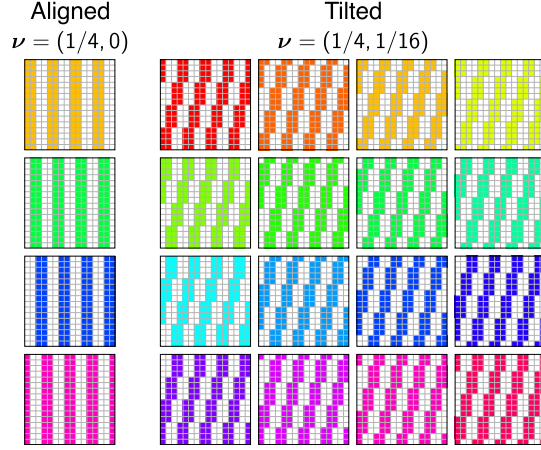 Aligned
Tilted
ν = (1/4, 0)
ν = (1/4, 1/16)